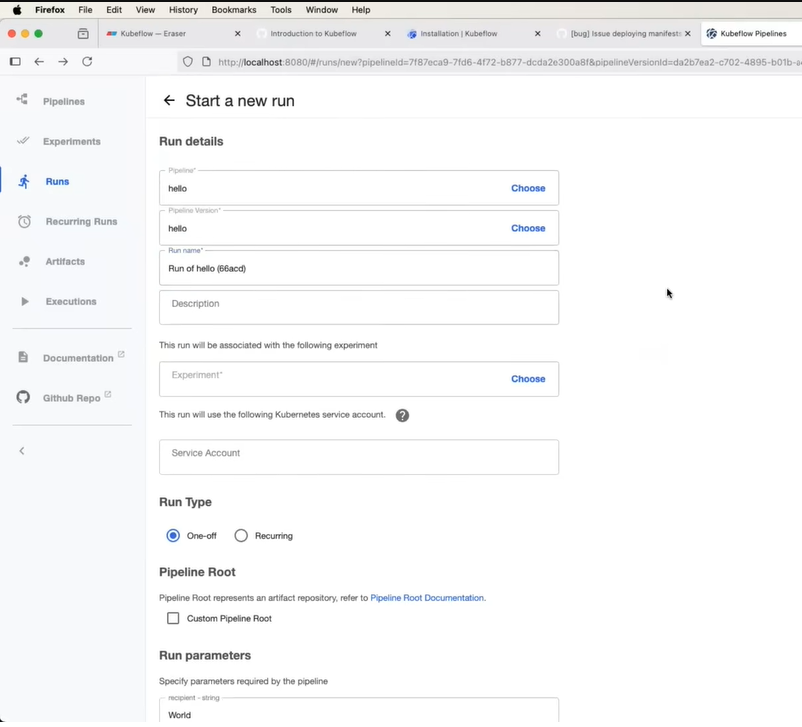 Firefox File Edit View History Bookmarks Tools Window Help
Kubeflow — Eraser Introduction to Kubeflow Installation | Kubeflow [bug] Issue deploying manifests Kubeflow Pipelines
http://localhost:8080/#/runs/new?pipelineId=7f87eca9-7fd6-4f72-b877-dcda2e300a8f&pipelineVersionId=da2b7ea2-c702-4895-b01b-a
Pipelines
Experiments
Runs
Recurring Runs
Artifacts
Executions
Documentation
Github Repo
Start a new run
Run details
Pipeline*
hello Choose
Pipeline Version*
hello Choose
Run name*
Run of hello (66acd)
Description
This run will be associated with the following experiment
Experiment* Choose
This run will use the following Kubernetes service account. ?
Service Account
Run Type
One-off Recurring
Pipeline Root
Pipeline Root represents an artifact repository, refer to Pipeline Root Documentation.
Custom Pipeline Root
Run parameters
Specify parameters required by the pipeline
recipient - string
World